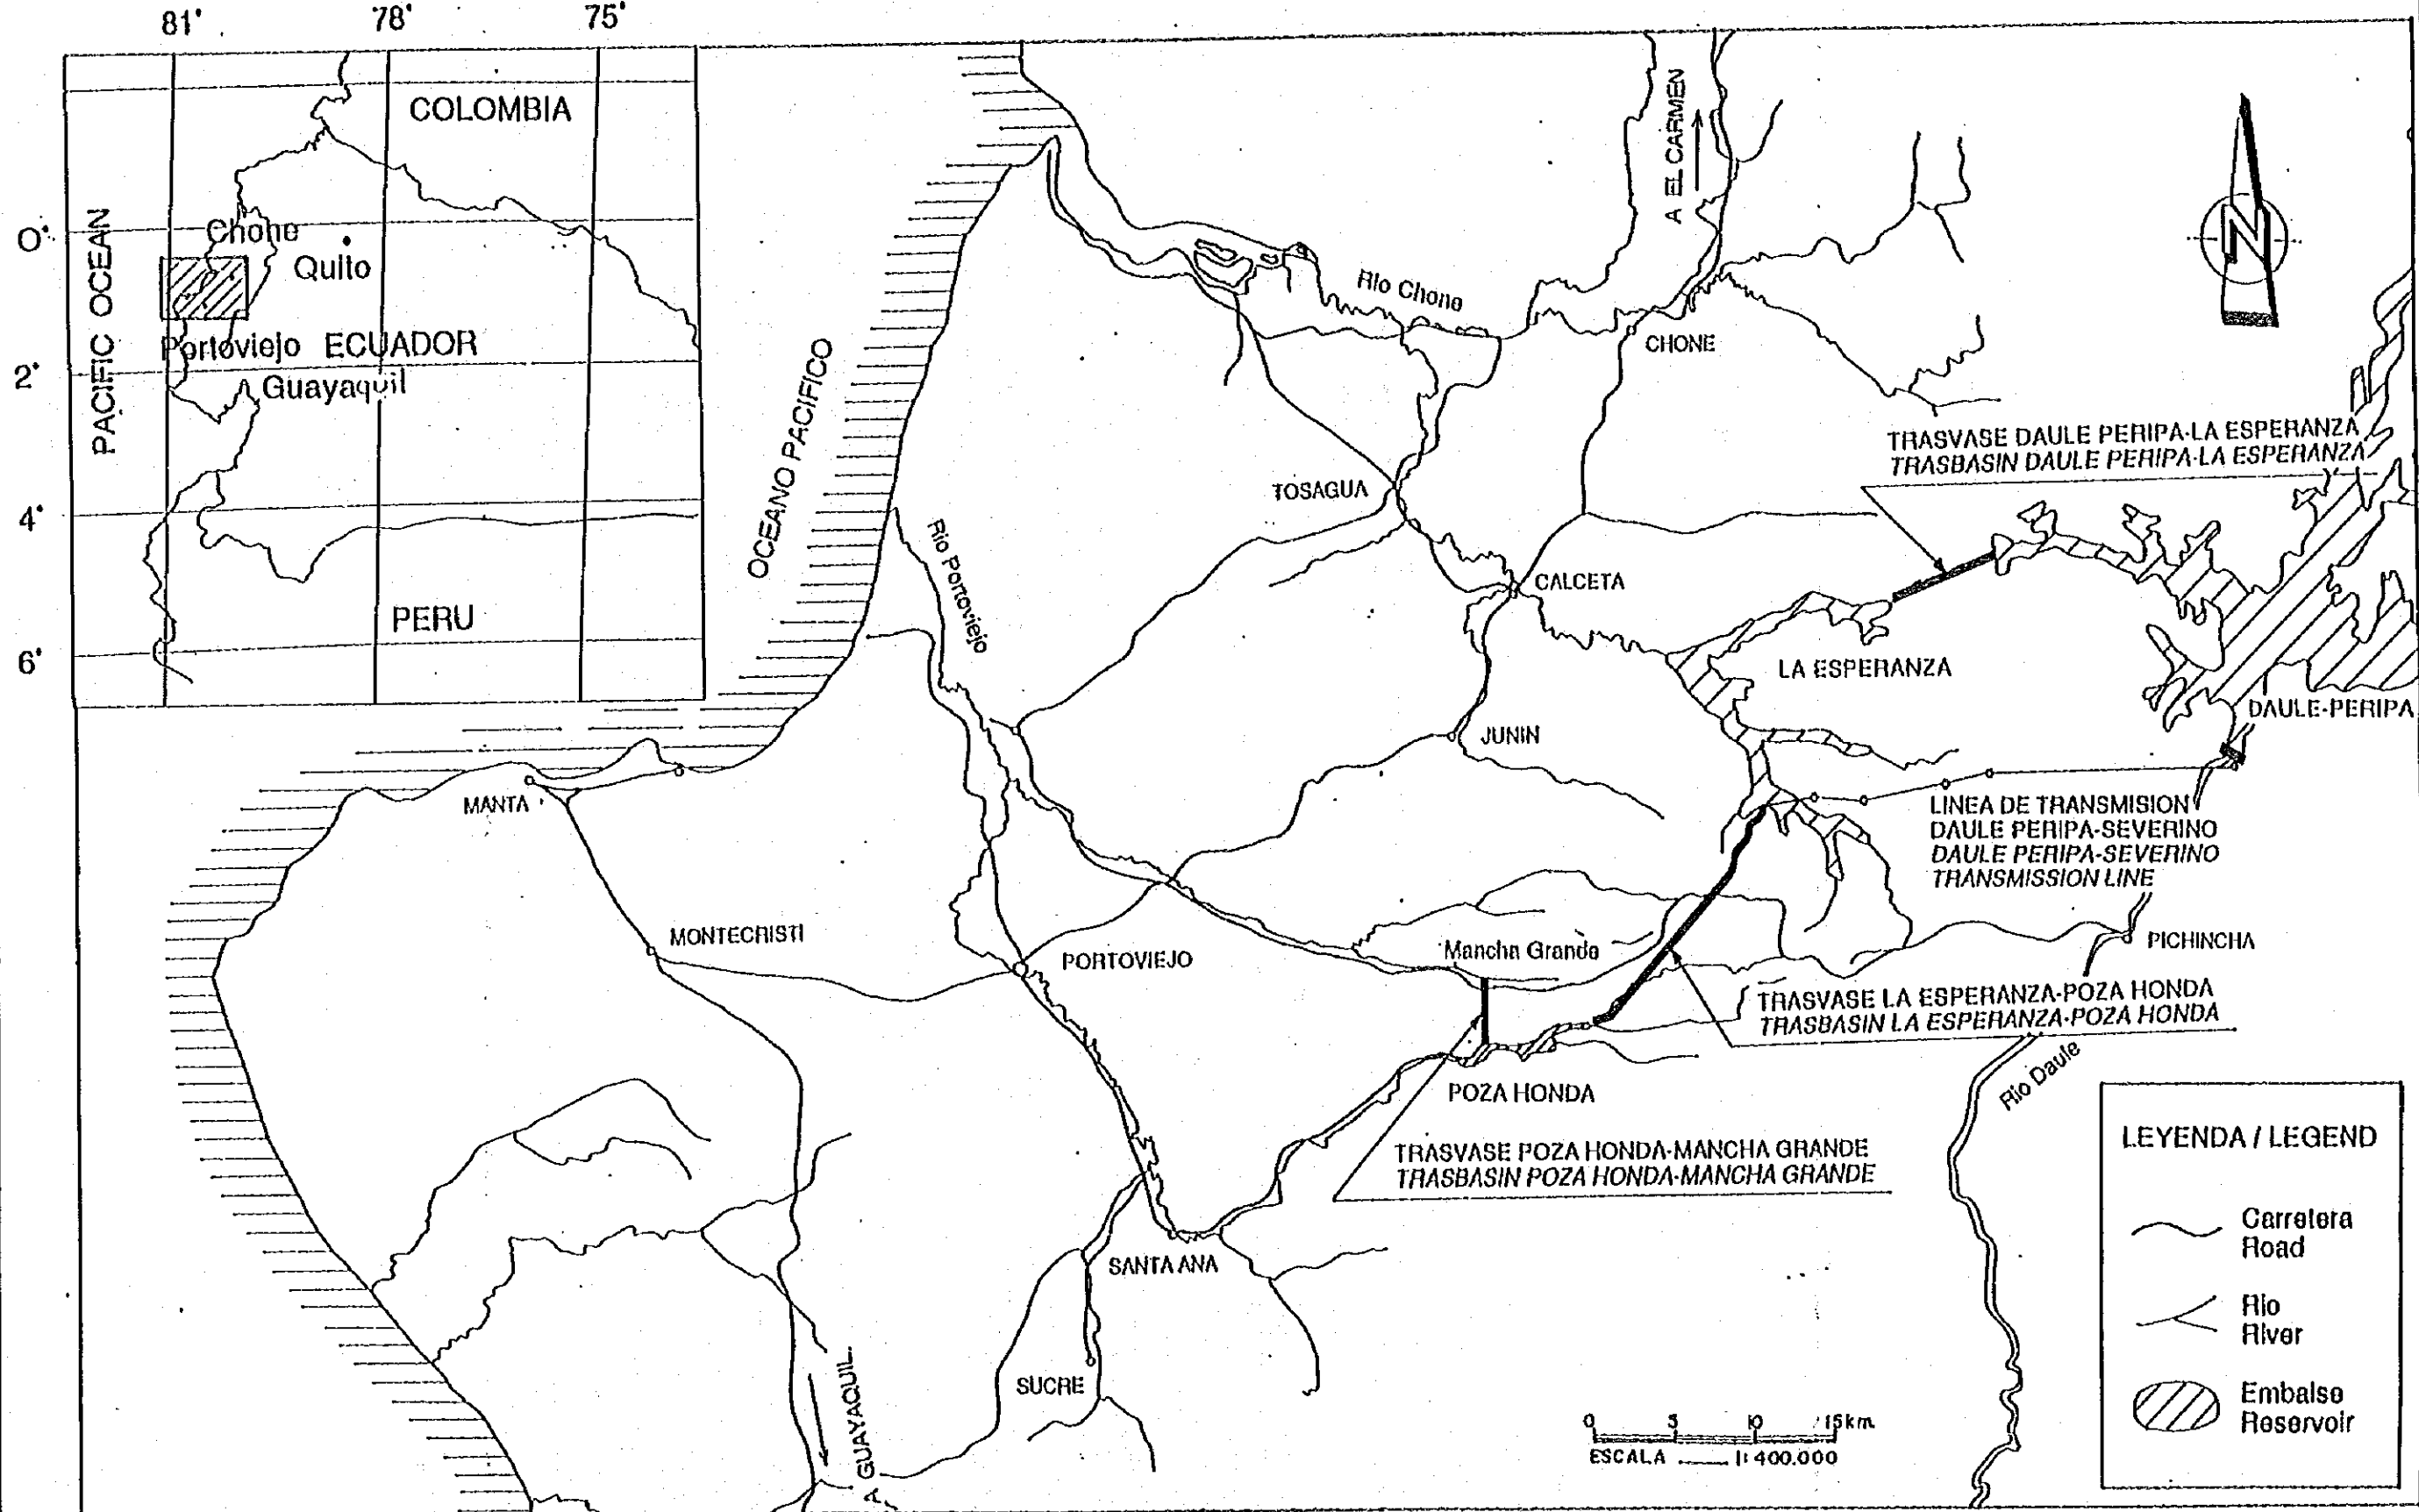 81° 78° 75°
COLOMBIA
PACIFIC OCEAN
0°
Chone
Quito
Portoviejo ECUADOR
2°
Guayaquil
4°
PERU
6°
OCEANO PACIFICO
A EL CARMEN
N
Rio Chone
CHONE
TRASVASE DAULE PERIPA-LA ESPERANZA
TRASBASIN DAULE PERIPA-LA ESPERANZA
TOSAGUA
Rio Portoviejo
CALCETA
LA ESPERANZA
DAULE-PERIPA
JUNIN
MANTA
LINEA DE TRANSMISION
DAULE PERIPA-SEVERINO
DAULE PERIPA-SEVERINO
TRANSMISSION LINE
MONTECRISTI
PORTOVIEJO
Mancha Grande
PICHINCHA
TRASVASE LA ESPERANZA-POZA HONDA
TRASBASIN LA ESPERANZA-POZA HONDA
Rio Daule
POZA HONDA
TRASVASE POZA HONDA-MANCHA GRANDE
TRASBASIN POZA HONDA-MANCHA GRANDE
SANTA ANA
SUCRE
A GUAYAQUIL.
0 5 10 15km.
ESCALA 1:400.000
LEYENDA / LEGEND
Carretera
Road
Rio
River
Embalse
Reservoir